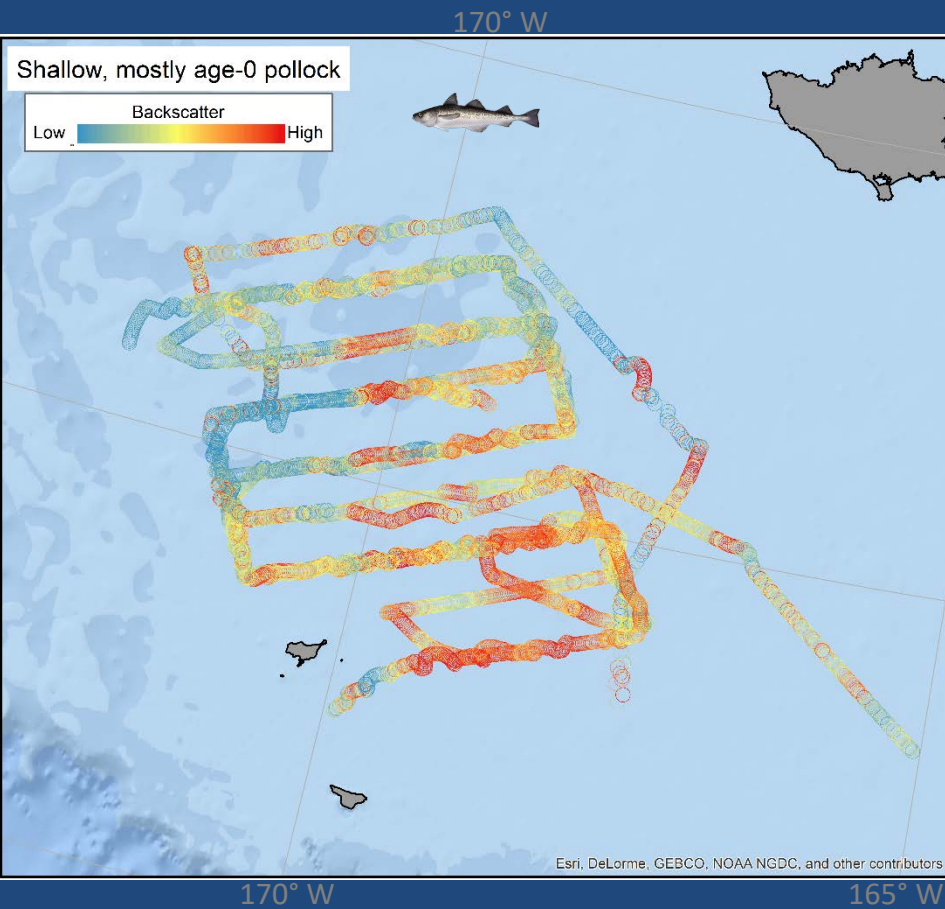 170° W
Shallow, mostly age-0 pollock
Backscatter
Low High
Esri, DeLorme, GEBCO, NOAA NGDC, and other contributors
170° W 165° W